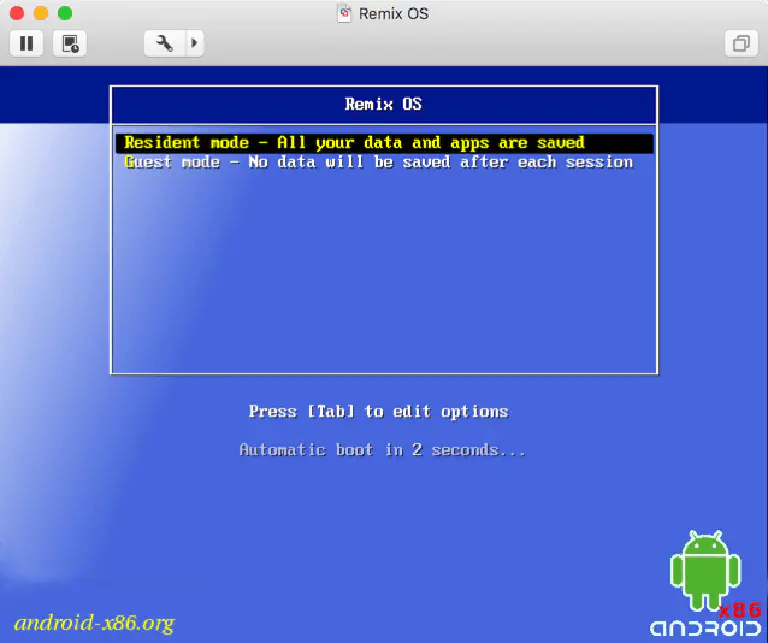 Remix OS
Remix OS
Resident mode - All your data and apps are saved
Guest mode - No data will be saved after each session
Press [Tab] to edit options
Automatic boot in 2 seconds...
android-x86.org
x86
ANDROID